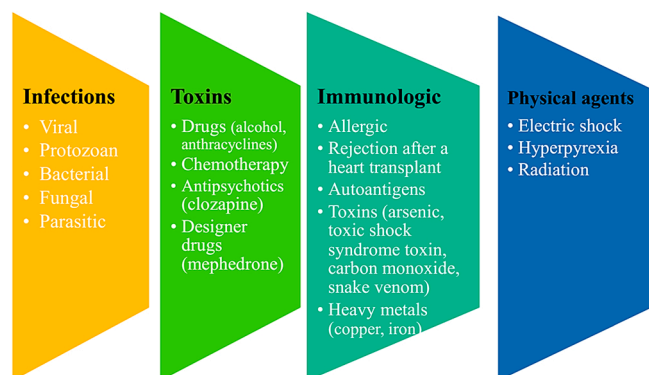 Infections
• Viral
• Protozoan
• Bacterial
• Fungal
• Parasitic
Toxins
• Drugs (alcohol,
anthracyclines)
• Chemotherapy
• Antipsychotics
(clozapine)
• Designer
drugs
(mephedrone)
Immunologic
• Allergic
• Rejection after a
heart transplant
• Autoantigens
• Toxins (arsenic,
toxic shock
syndrome toxin,
carbon monoxide,
snake venom)
• Heavy metals
(copper, iron)
Physical agents
• Electric shock
• Hyperpyrexia
• Radiation